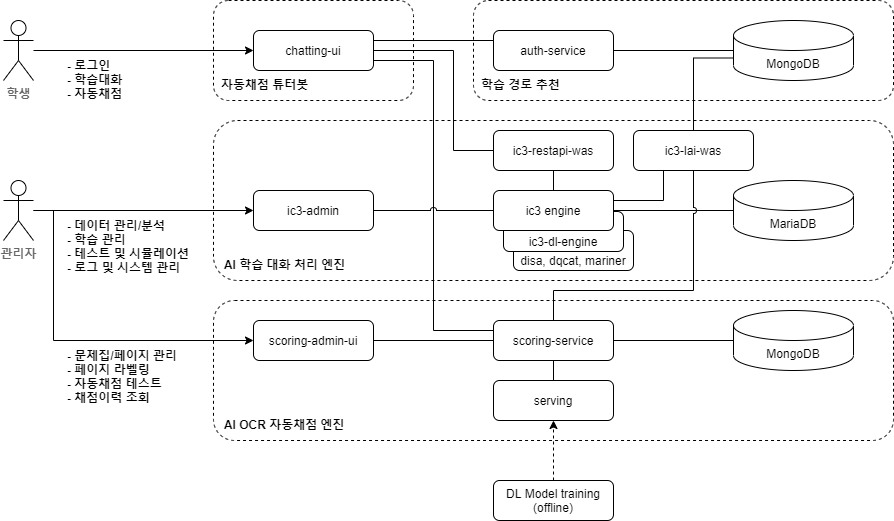 학생
- 로그인
- 학습대화
- 자동채점
chatting-ui
자동채점 튜터봇
auth-service
학습 경로 추천
MongoDB
관리자
- 데이터 관리/분석
- 학습 관리
- 테스트 및 시뮬레이션
- 로그 및 시스템 관리
ic3-restapi-was
ic3-lai-was
ic3-admin
ic3 engine
ic3-dl-engine
disa, dqcat, mariner
MariaDB
AI 학습 대화 처리 엔진
- 문제집/페이지 관리
- 페이지 라벨링
- 자동채점 테스트
- 채점이력 조회
scoring-admin-ui
scoring-service
MongoDB
serving
AI OCR 자동채점 엔진
DL Model training
(offline)